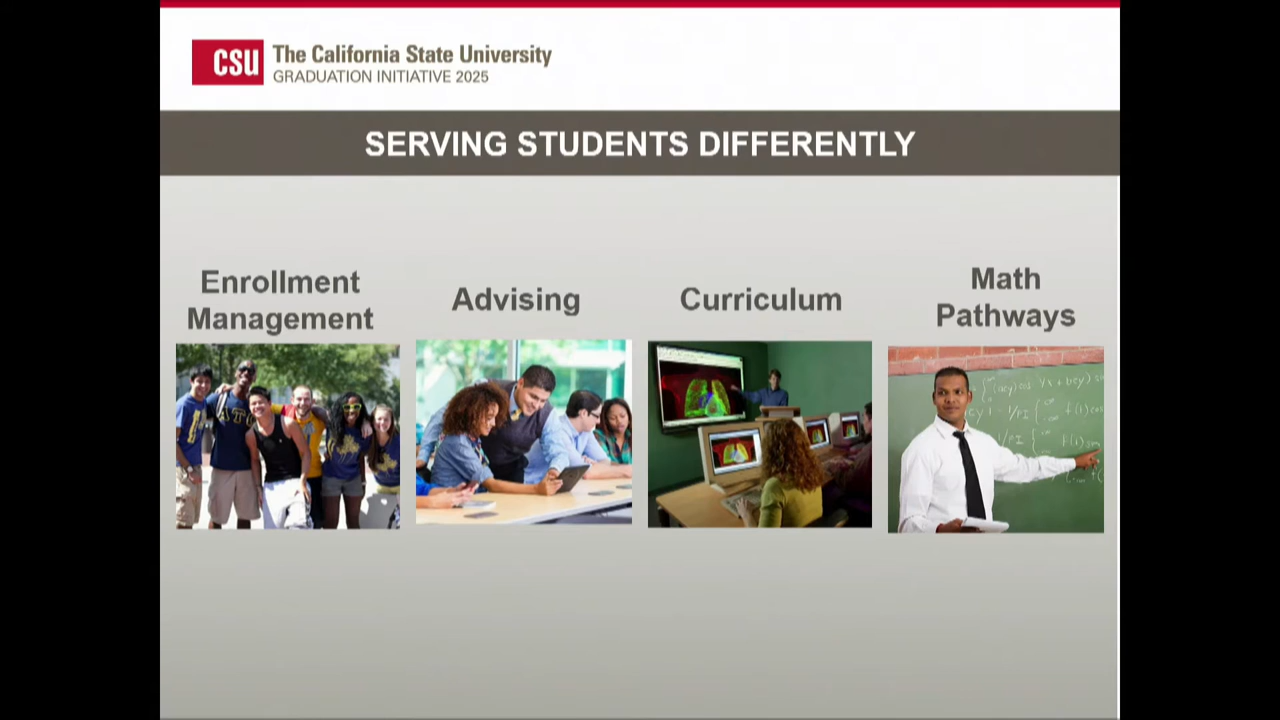 CSU
The California State University
GRADUATION INITIATIVE 2025
SERVING STUDENTS DIFFERENTLY
Enrollment
Management
Advising
Curriculum
Math
Pathways